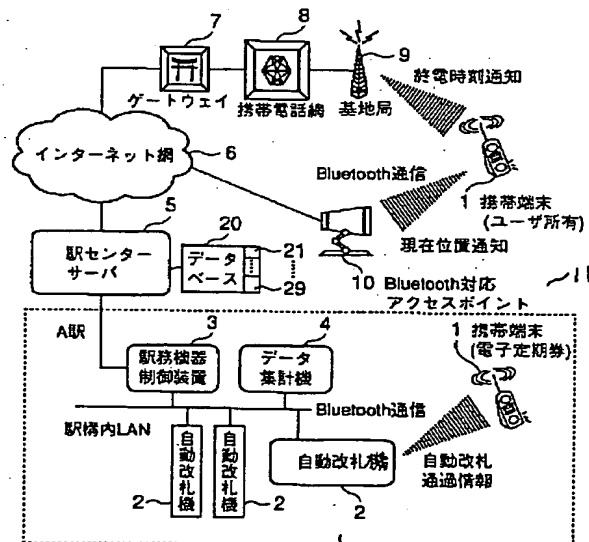 7
8
9
ゲートウェイ
携帯電話網
基地局
終電時刻通知
インターネット網
6
Bluetooth通信
1 携帯端末
(ユーザ所有)
現在位置通知
10 Bluetooth対応
アクセスポイント
5
駅センター
サーバ
20
データ
ベース
21
29
11
A駅
3
駅務機器
制御装置
4
データ
集計機
1 携帯端末
(電子定期券)
駅構内LAN
Bluetooth通信
自動改札機
2
自動改札機
2
自動改札機
2
自動改札
通過情報